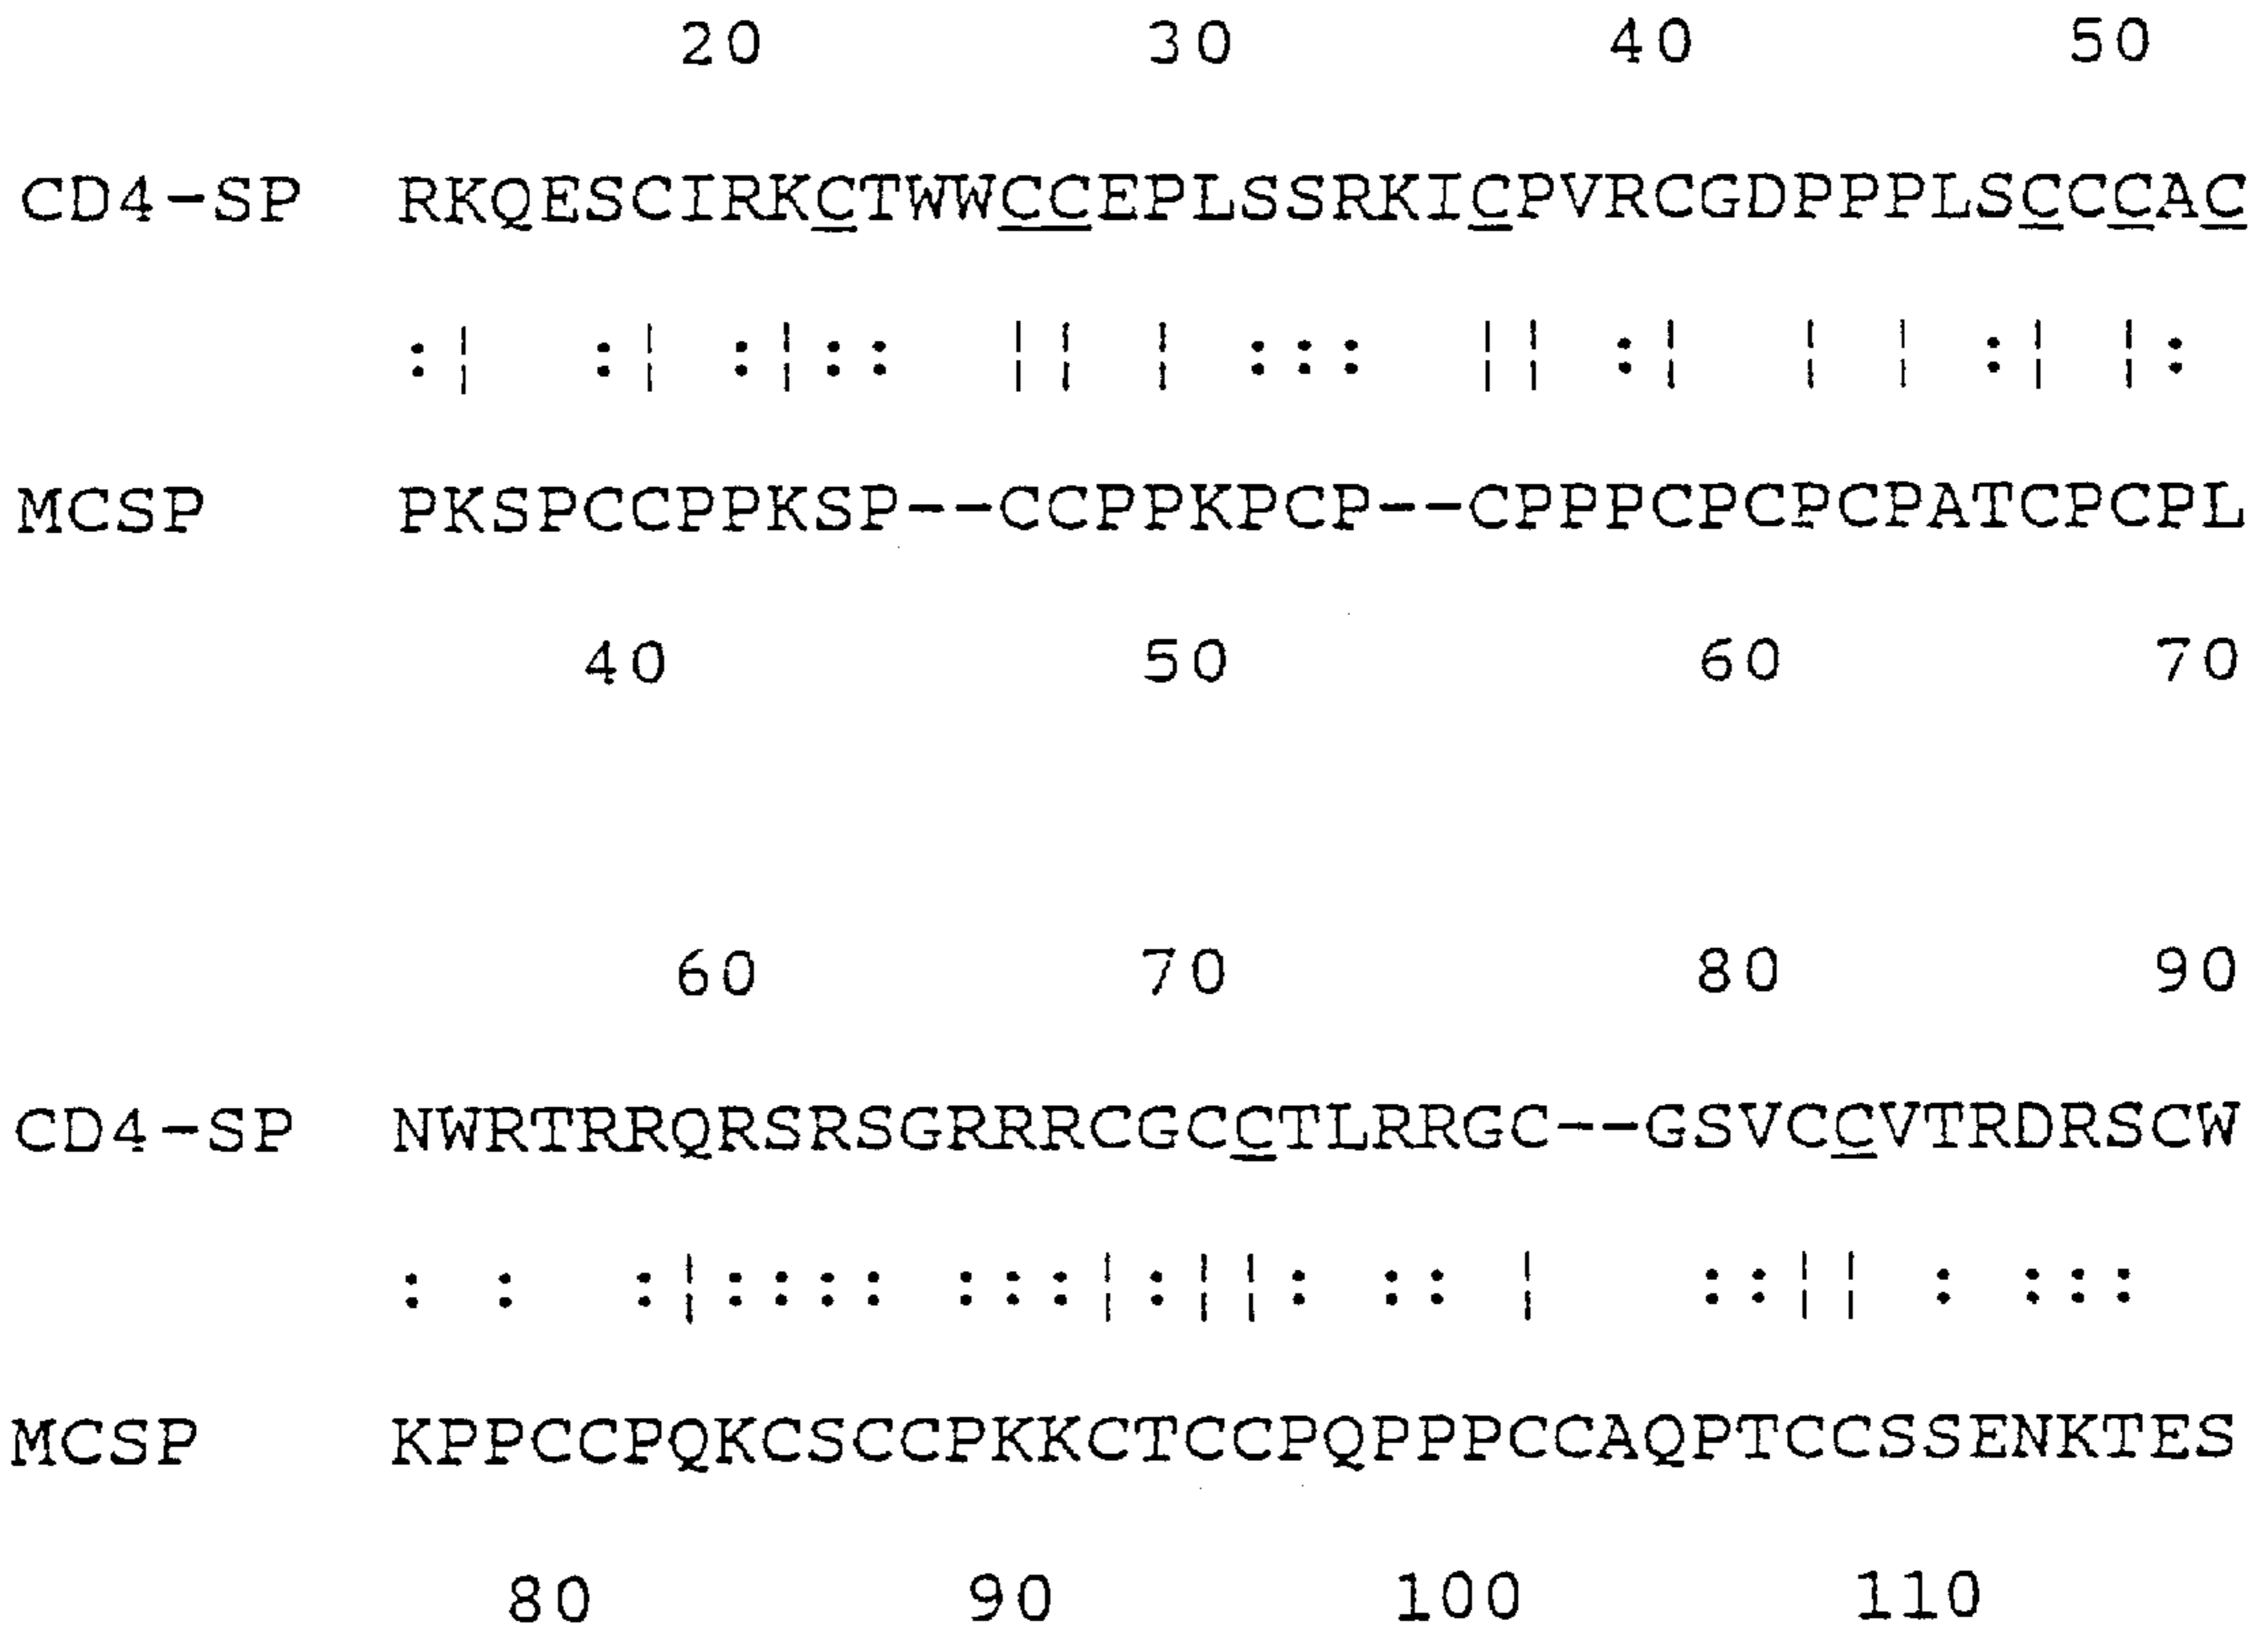 20 30 40 50
CD4-SP RKQESCIRKCTWWCCEPLSSRKICPVRCGDPPPLSCCCAC
:¦ :¦ :¦:: ¦¦ ¦ ::: ¦¦ :¦ ¦ ¦ :¦ ¦:
MCSP PKSPCCPPKSP--CCPPKPCP--CPPPCPCPCPATCPCPL
40 50 60 70
60 70 80 90
CD4-SP NWRTRRQRSRSGRRRCGCCTLRRGC--GSVCCVTRDRSCW
: : :¦:::: :::¦:¦¦: :: ¦ ::¦¦ : :::
MCSP KPPCCPQKCSCCPKKCTCCPQPPPCCAQPTCCSSENKTES
80 90 100 110